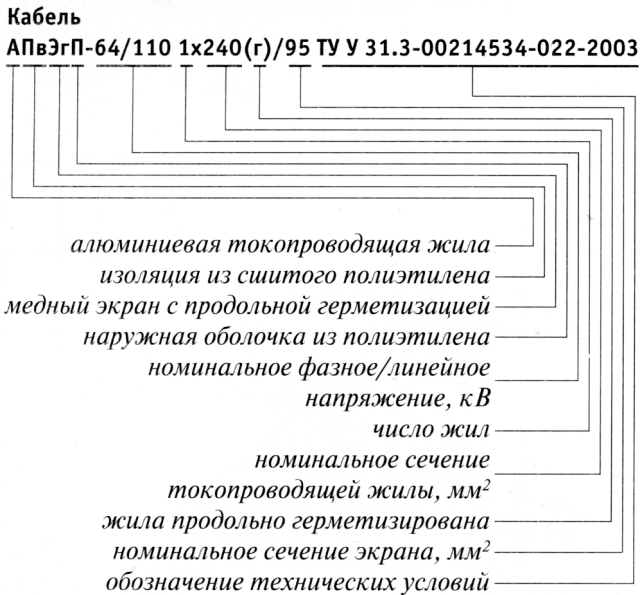 Кабель
АПвЭгП-64/110 1х240(г)/95 ТУ У 31.3-00214534-022-2003
алюминиевая токопроводящая жила
изоляция из сшитого полиэтилена
медный экран с продольной герметизацией
наружная оболочка из полиэтилена
номинальное фазное/линейное
напряжение, кВ
число жил
номинальное сечение
токопроводящей жилы, мм²
жила продольно герметизирована
номинальное сечение экрана, мм²
обозначение технических условий